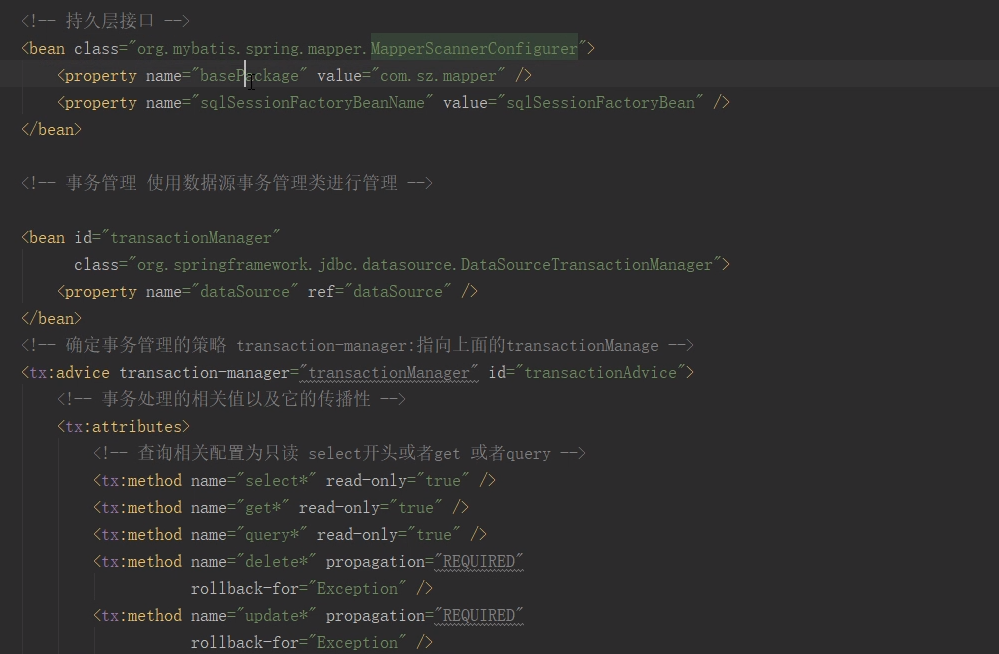 <!-- 持久层接口 -->
<bean class="org.mybatis.spring.mapper.MapperScannerConfigurer">
<property name="basePackage" value="com.sz.mapper" />
<property name="sqlSessionFactoryBeanName" value="sqlSessionFactoryBean" />
</bean>
<!-- 事务管理 使用数据源事务管理类进行管理 -->
<bean id="transactionManager"
class="org.springframework.jdbc.datasource.DataSourceTransactionManager">
<property name="dataSource" ref="dataSource" />
</bean>
<!-- 确定事务管理的策略 transaction-manager:指向上面的transactionManage -->
<tx:advice transaction-manager="transactionManager" id="transactionAdvice">
<!-- 事务处理的相关值以及它的传播性 -->
<tx:attributes>
<!-- 查询相关配置为只读 select开头或者get 或者query -->
<tx:method name="select*" read-only="true" />
<tx:method name="get*" read-only="true" />
<tx:method name="query*" read-only="true" />
<tx:method name="delete*" propagation="REQUIRED"
rollback-for="Exception" />
<tx:method name="update*" propagation="REQUIRED"
rollback-for="Exception" />